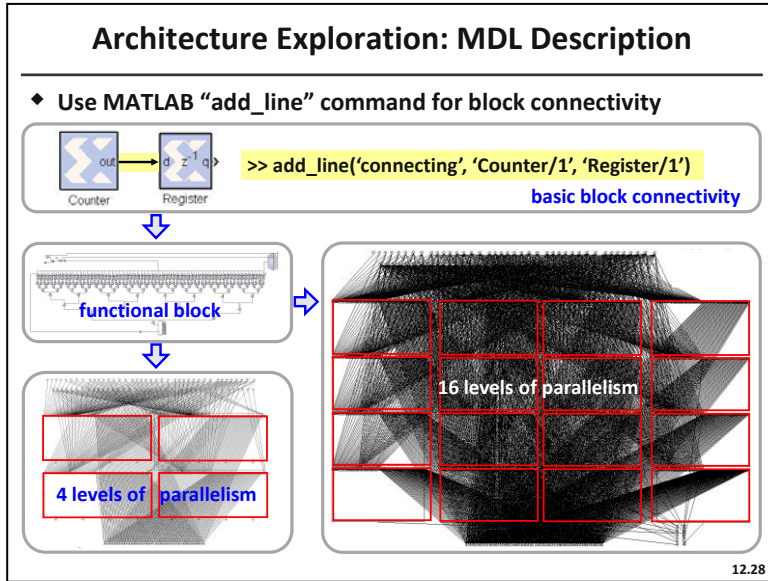 Architecture Exploration: MDL Description
◆ Use MATLAB “add_line” command for block connectivity
out
d z⁻¹ q
Counter
Register
>> add_line(‘connecting’, ‘Counter/1’, ‘Register/1’)
basic block connectivity
functional block
16 levels of parallelism
4 levels of parallelism
12.28